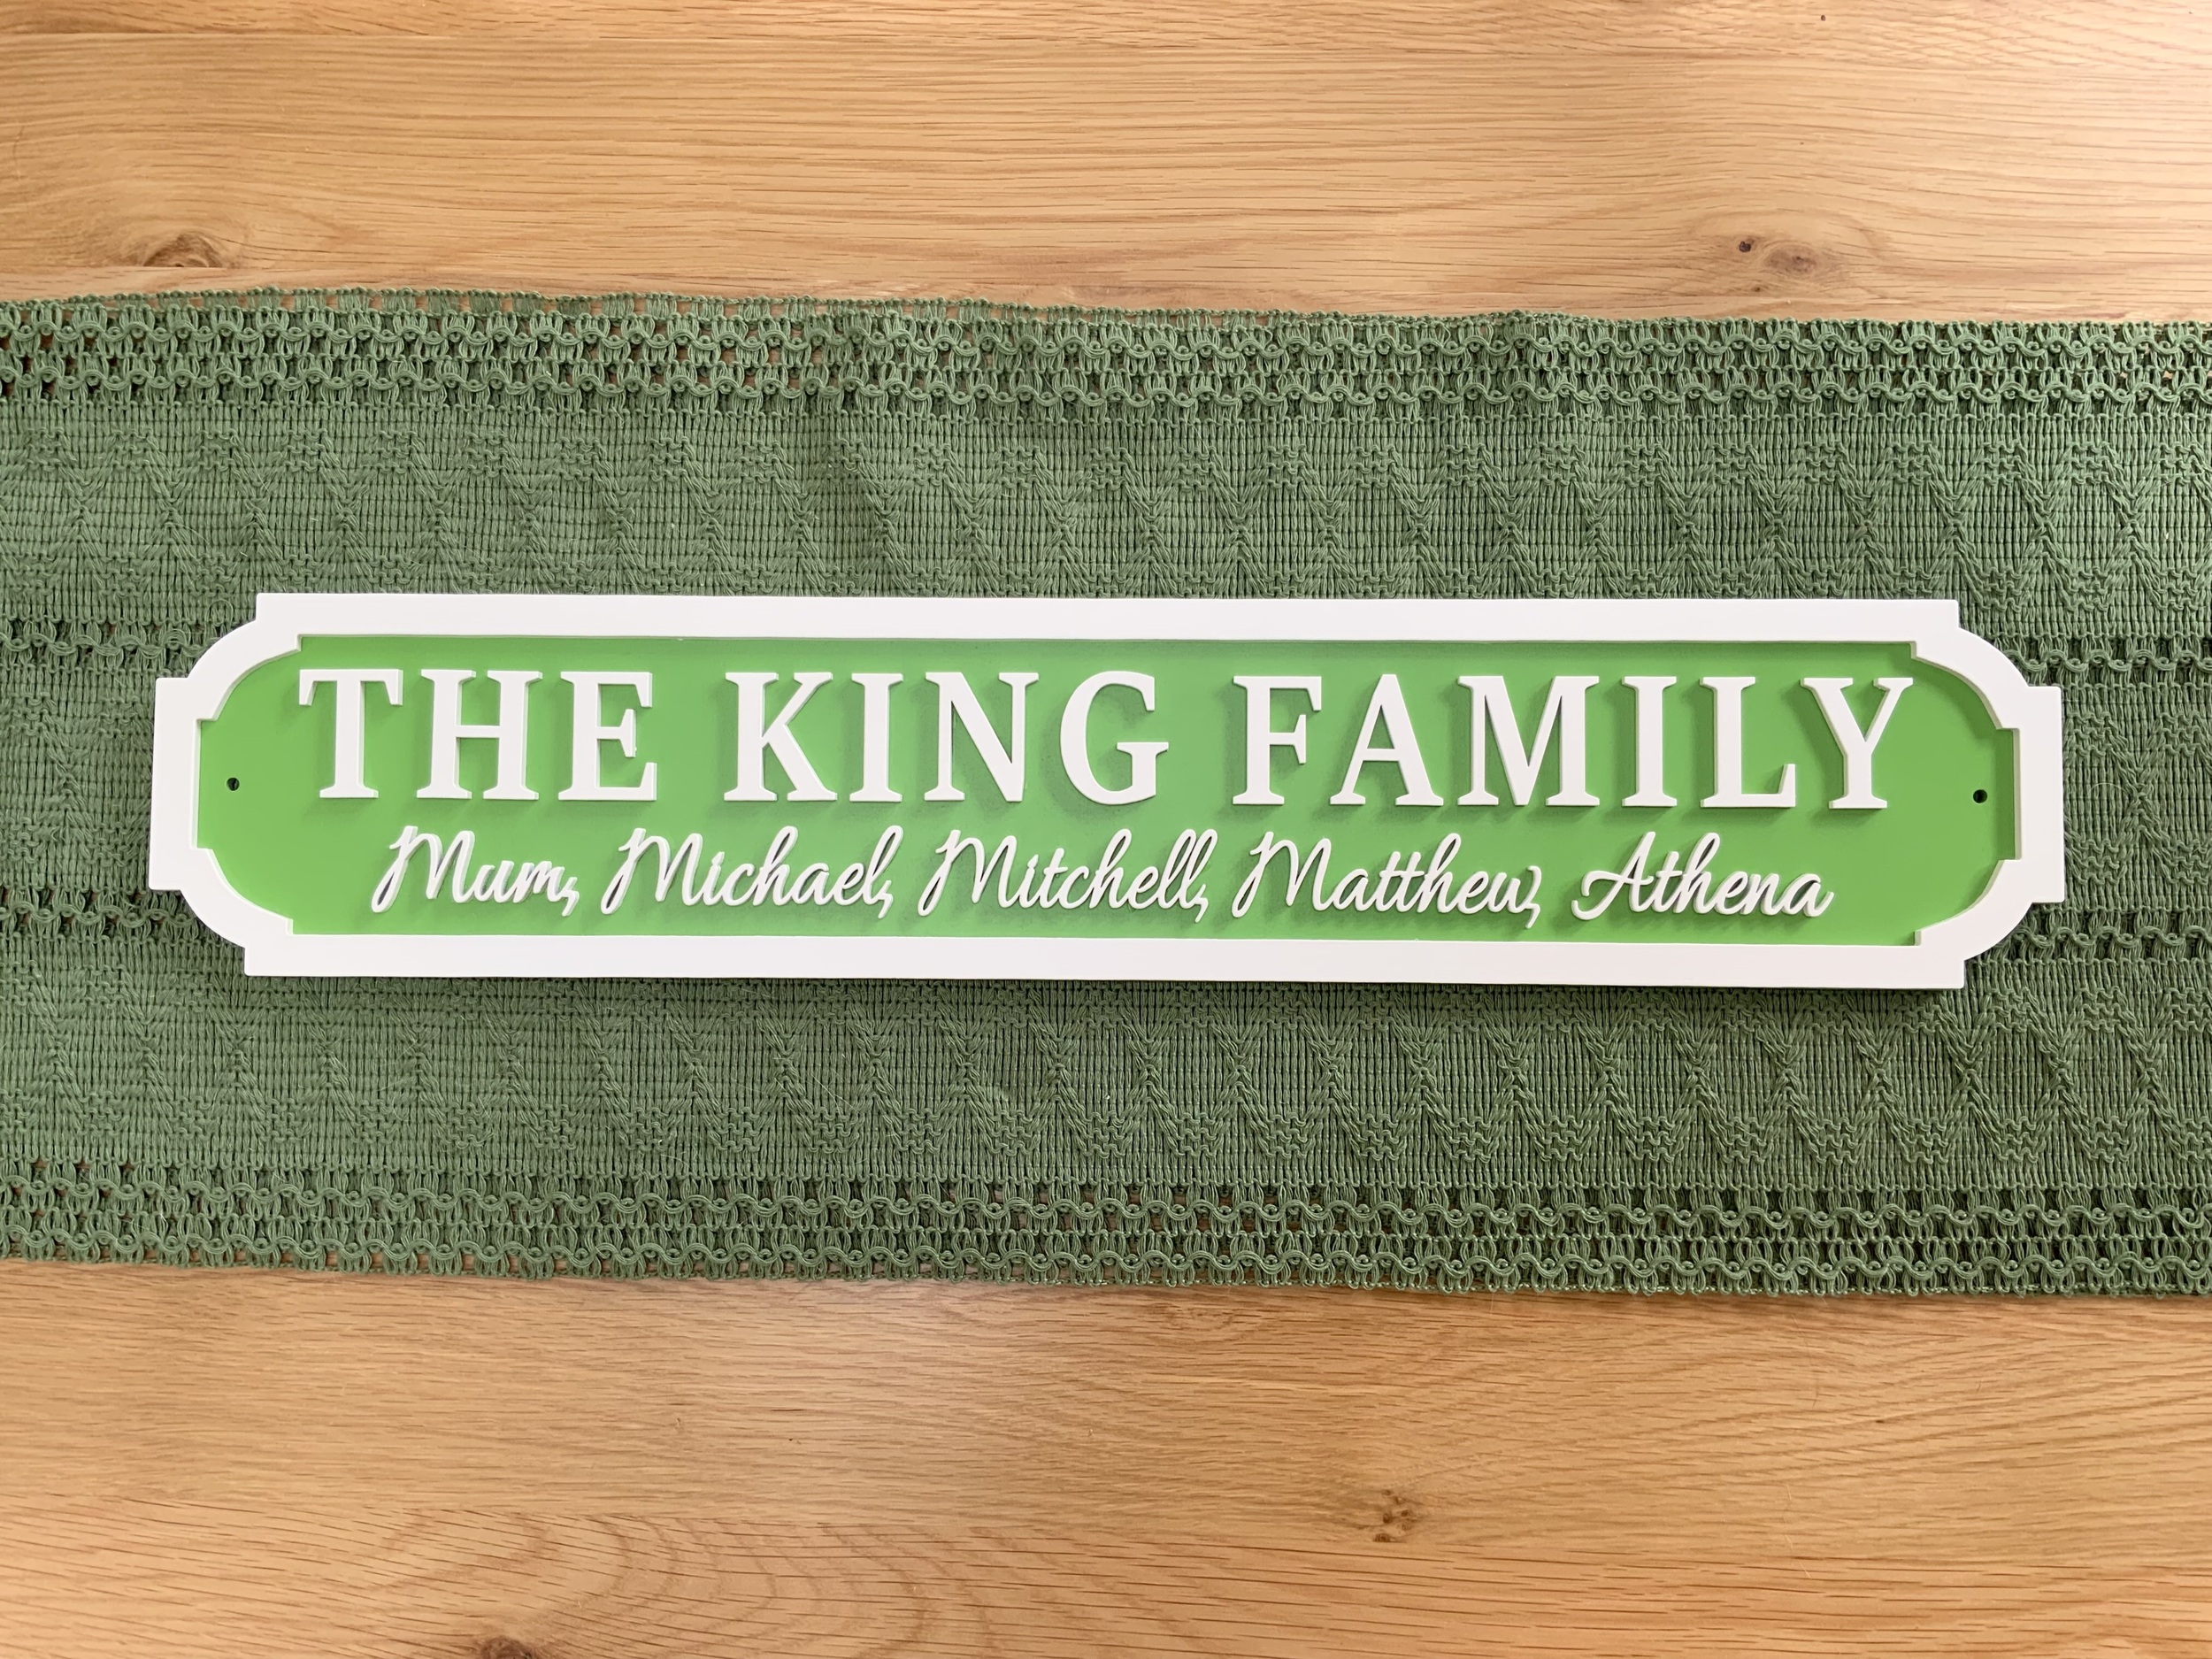 THE KING FAMILY
Mum, Michael, Mitchell, Matthew, Athena